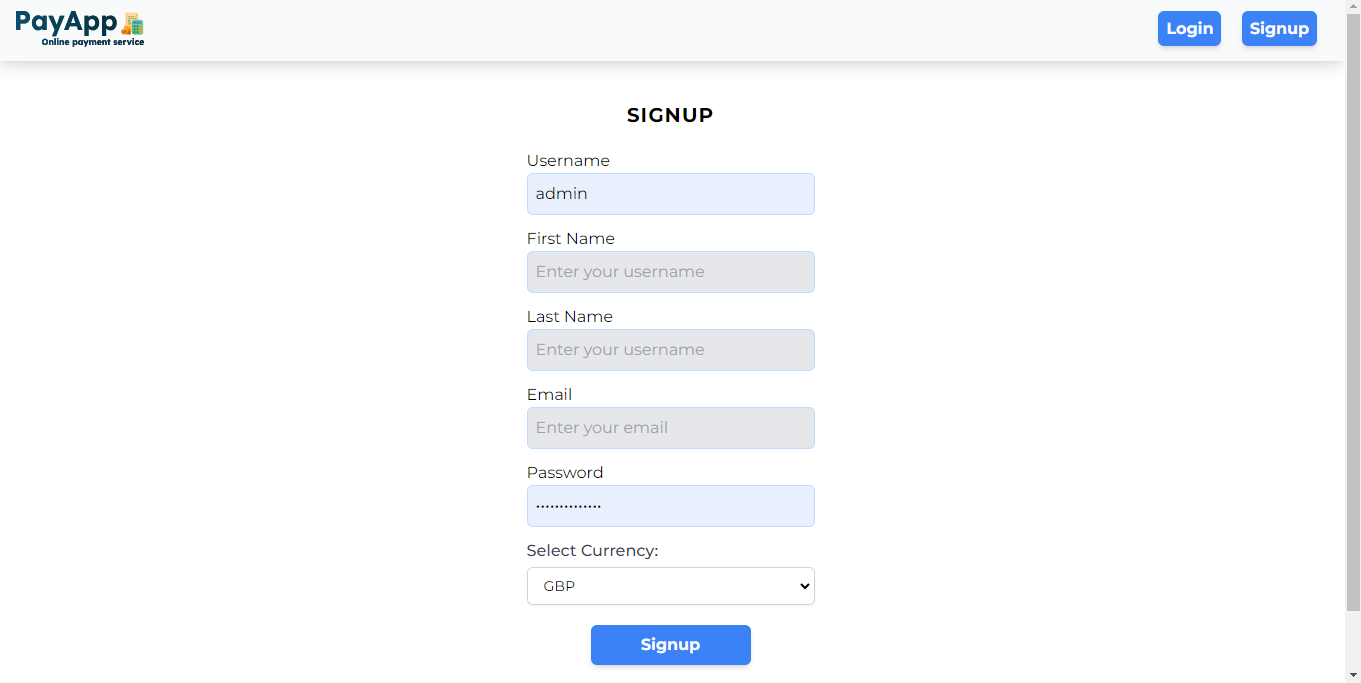 PayApp
Online payment service
Login
Signup
SIGNUP
Username
admin
First Name
Enter your username
Last Name
Enter your username
Email
Enter your email
Password
••••••••••••••
Select Currency:
GBP
Signup